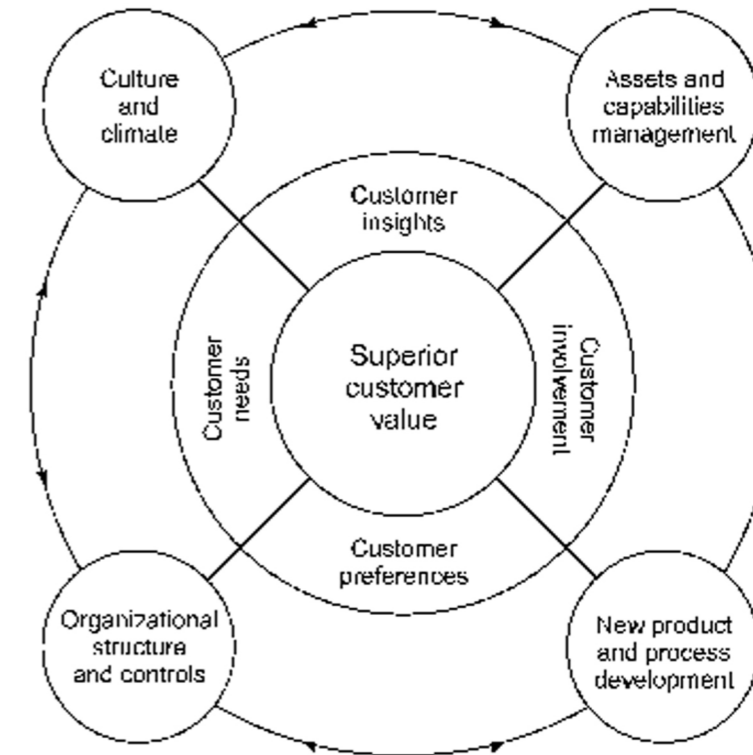 Culture
and
climate
Assets and
capabilities
management
Customer
insights
Customer
needs
Superior
customer
value
Customer
involvement
Customer
preferences
Organizational
structure
and controls
New product
and process
development